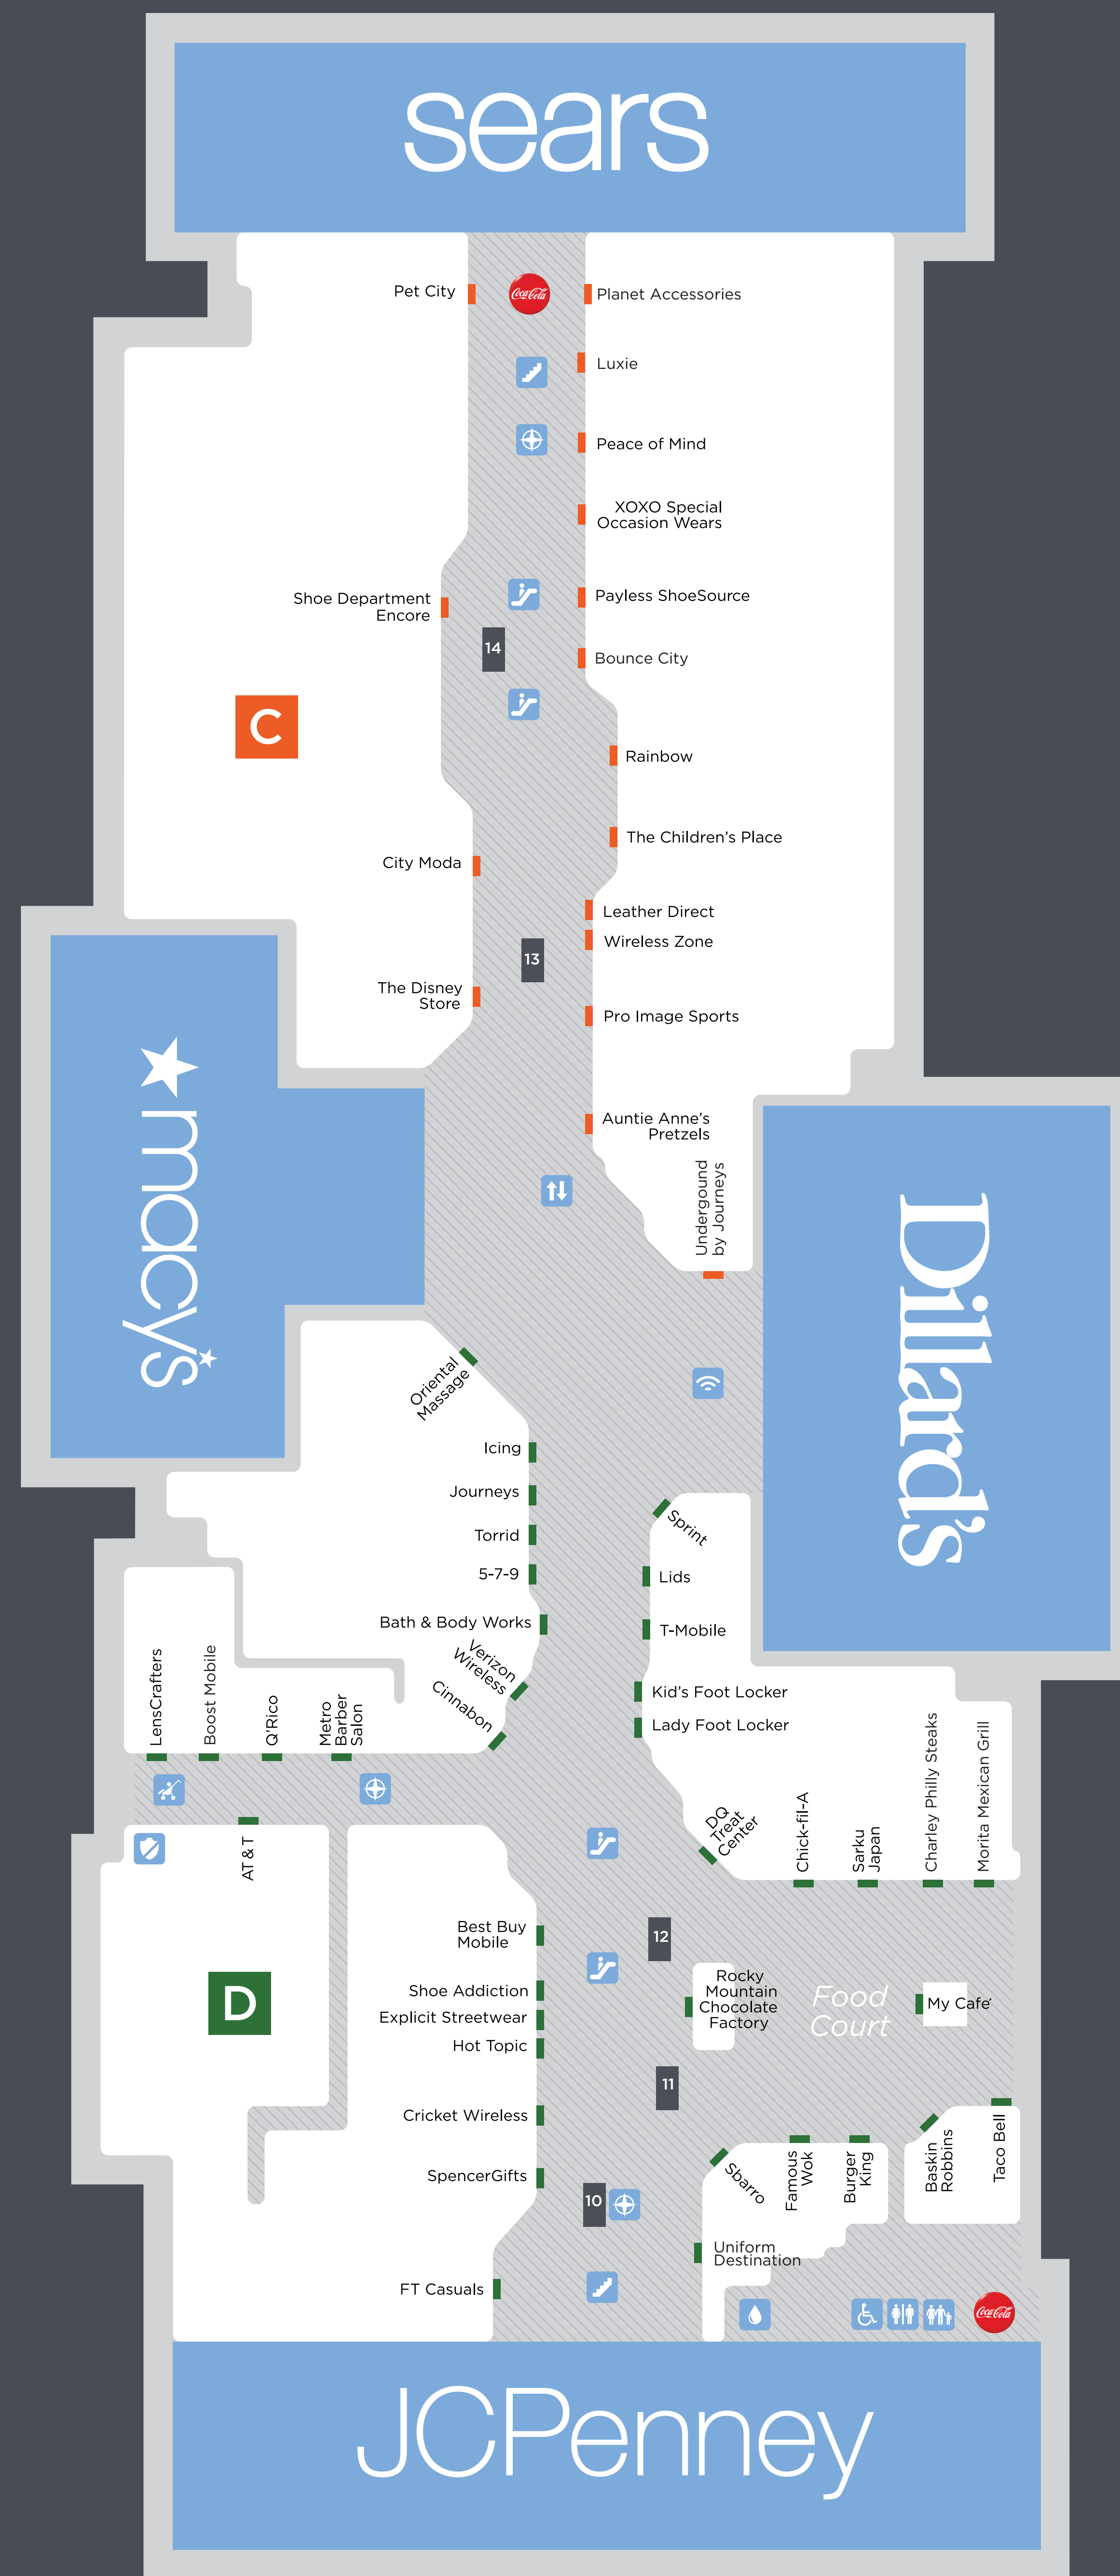 sears
Pet City
Coca-Cola
Planet Accessories
Luxie
Peace of Mind
XOXO Special
Occasion Wears
Shoe Department
Encore
Payless ShoeSource
14
Bounce City
C
Rainbow
The Children's Place
City Moda
Leather Direct
Wireless Zone
13
The Disney
Store
Pro Image Sports
macy's
Auntie Anne's
Pretzels
Undergound
by Journeys
Dillard's
Oriental
Massage
Icing
Journeys
Sprint
Torrid
5-7-9
Lids
Bath & Body Works
T-Mobile
Verizon
Wireless
Cinnabon
Kid's Foot Locker
Lady Foot Locker
LensCrafters
Boost Mobile
Q'Rico
Metro
Barber
Salon
DQ
Treat
Center
Chick-fil-A
Sarku
Japan
Charley Philly Steaks
Morita Mexican Grill
AT & T
Best Buy
Mobile
12
D
Shoe Addiction
Explicit Streetwear
Hot Topic
Rocky
Mountain
Chocolate
Factory
Food
Court
My Cafe´
11
Cricket Wireless
SpencerGifts
10
Sbarro
Famous
Wok
Burger
King
Baskin
Robbins
Taco Bell
Uniform
Destination
FT Casuals
Coca-Cola
JCPenney